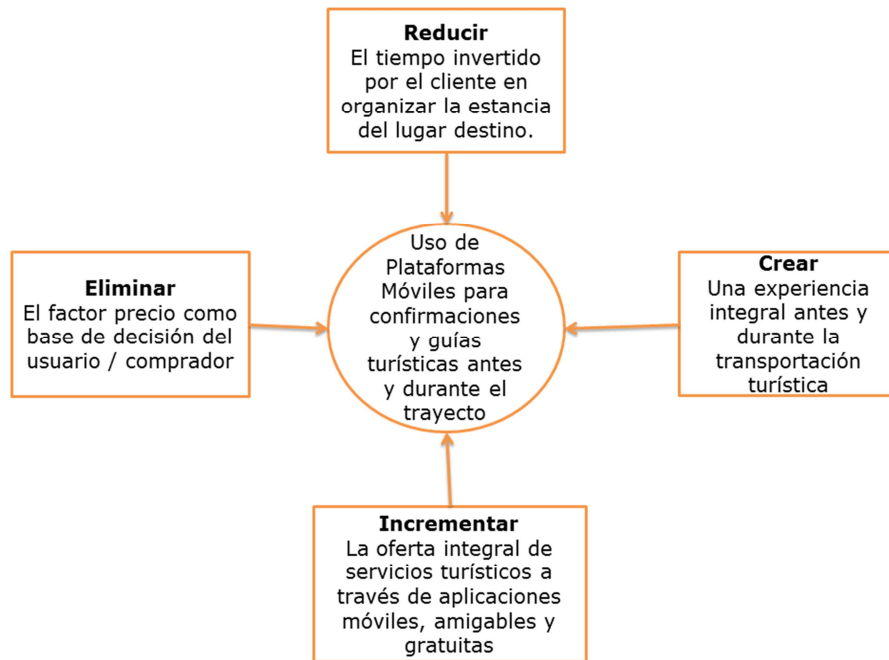 Reducir
El tiempo invertido
por el cliente en
organizar la estancia
del lugar destino.
Eliminar
El factor precio como
base de decisión del
usuario / comprador
Uso de
Plataformas
Móviles para
confirmaciones
y guías
turísticas antes
y durante el
trayecto
Crear
Una experiencia
integral antes y
durante la
transportación
turística
Incrementar
La oferta integral de
servicios turísticos a
través de aplicaciones
móviles, amigables y
gratuitas